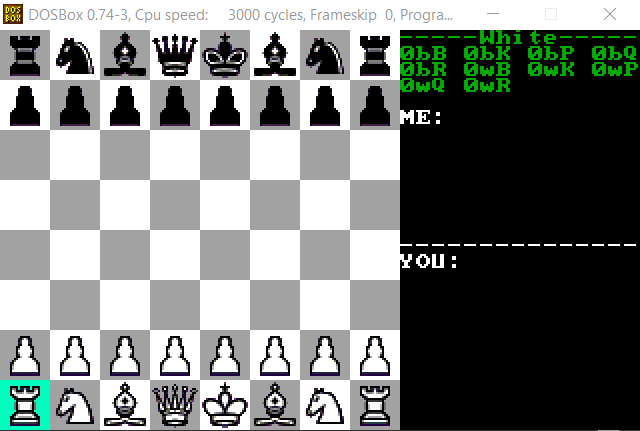 DOSBox 0.74-3, Cpu speed: 3000 cycles, Frameskip 0, Progra...
-----White-----
0bB 0bK 0bP 0bQ
0bR 0wB 0wK 0wP
0wQ 0wR
ME:
---------------
YOU: